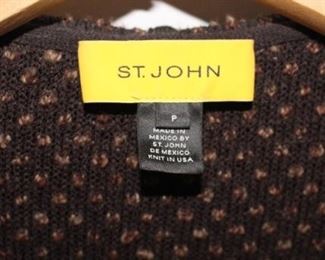 ST. JOHN
P
MADE IN
MEXICO BY
ST. JOHN
DE MEXICO
KNIT IN USA